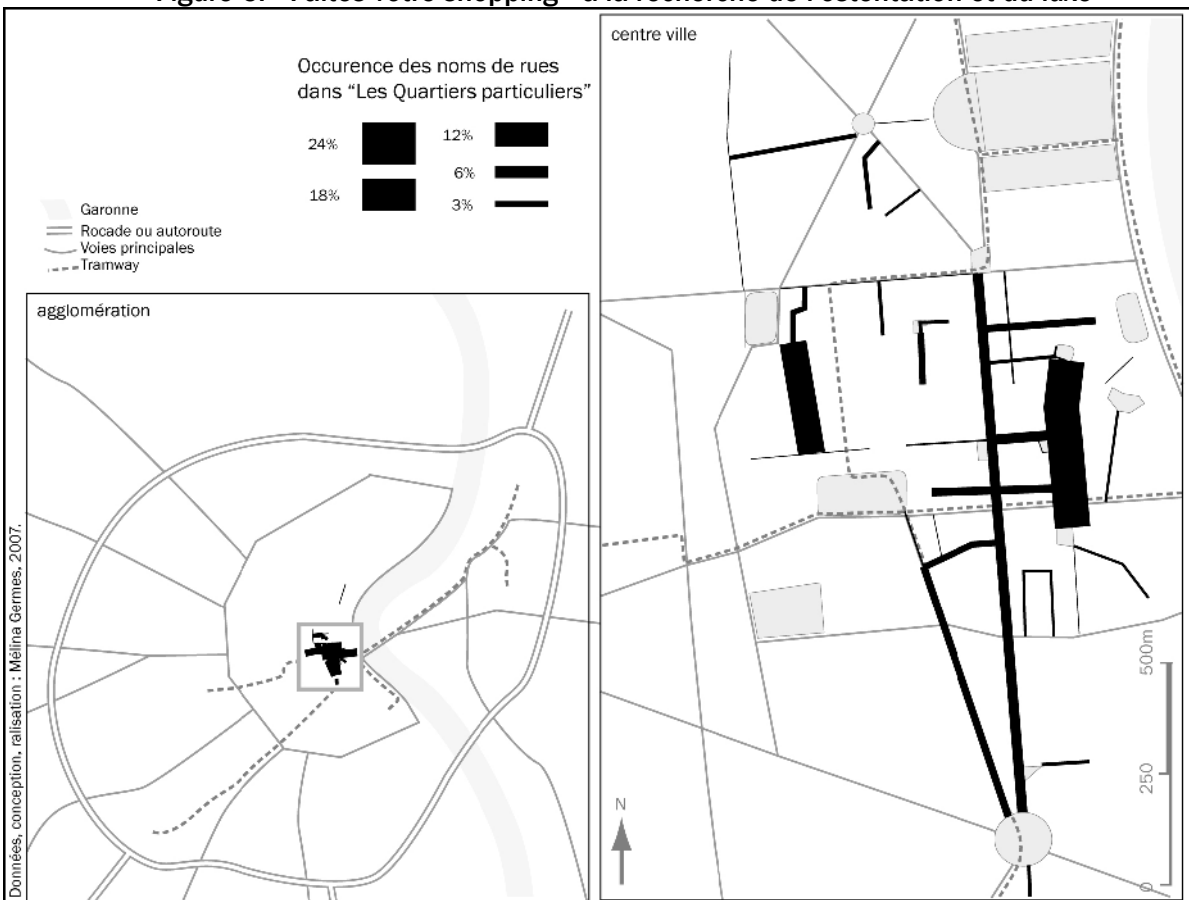 Figure "Faites votre shopping" à la recherche de l'ostentation et du luxe
Occurence des noms de rues
dans "Les Quartiers particuliers"
24%
12%
6%
18%
3%
Garonne
Rocade ou autoroute
Voies principales
Tramway
agglomération
centre ville
N
500m
250
0
Données, conception, ralisation : Mélina Germes, 2007.